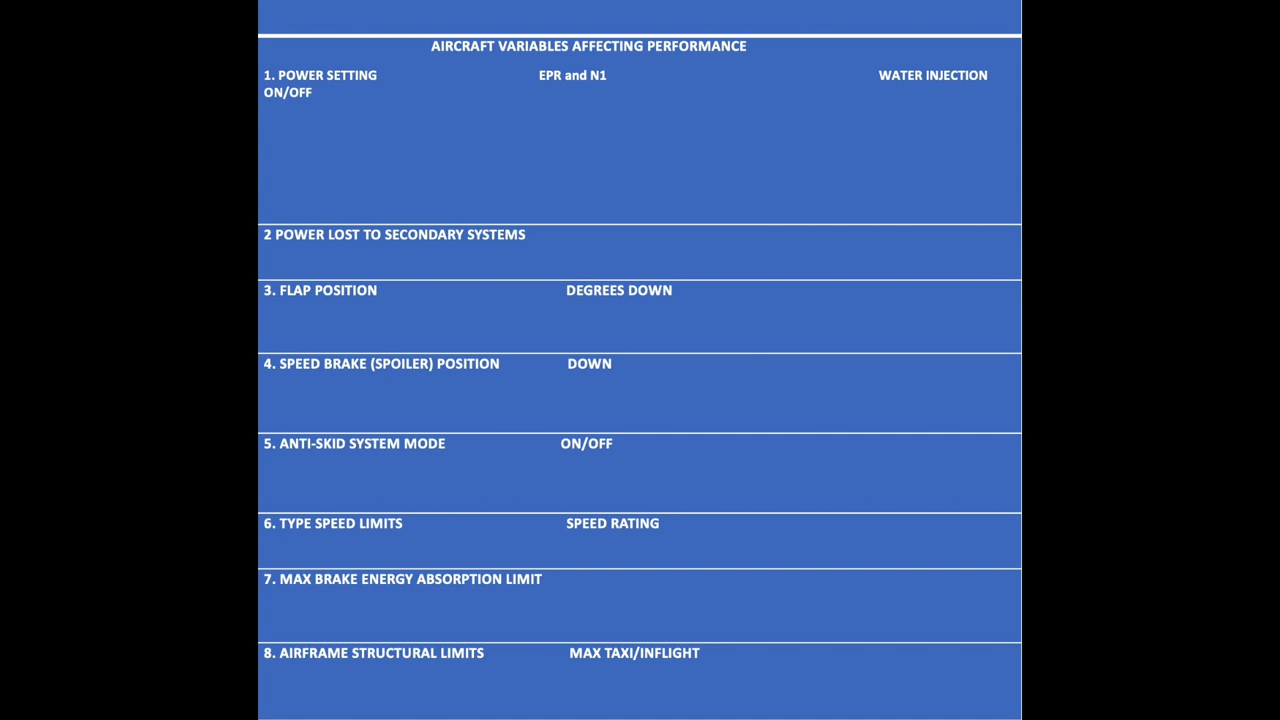 AIRCRAFT VARIABLES AFFECTING PERFORMANCE
1. POWER SETTING EPR and N1 WATER INJECTION
ON/OFF
2 POWER LOST TO SECONDARY SYSTEMS
3. FLAP POSITION DEGREES DOWN
4. SPEED BRAKE (SPOILER) POSITION DOWN
5. ANTI-SKID SYSTEM MODE ON/OFF
6. TYPE SPEED LIMITS SPEED RATING
7. MAX BRAKE ENERGY ABSORPTION LIMIT
8. AIRFRAME STRUCTURAL LIMITS MAX TAXI/INFLIGHT